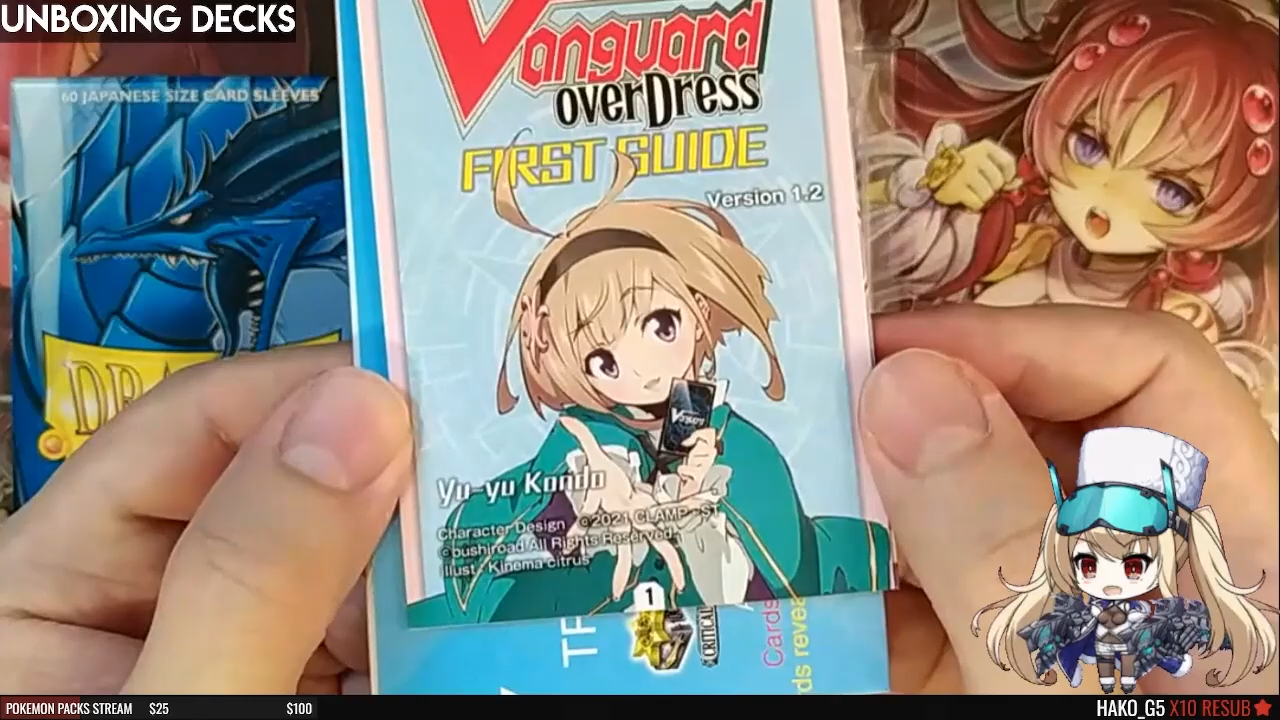 UNBOXING DECKS
60 JAPANESE SIZE CARD SLEEVES
Vanguard
overDress
FIRST GUIDE
Version 1.2
Yu-yu Kondo
Character Design ©2021 CLAMP・ST
©bushiroad All Rights Reserved.
Illust : Kinema citrus
1
CRITICAL
Cards
POKEMON PACKS STREAM $25 $100
HAKO_G5 X10 RESUB